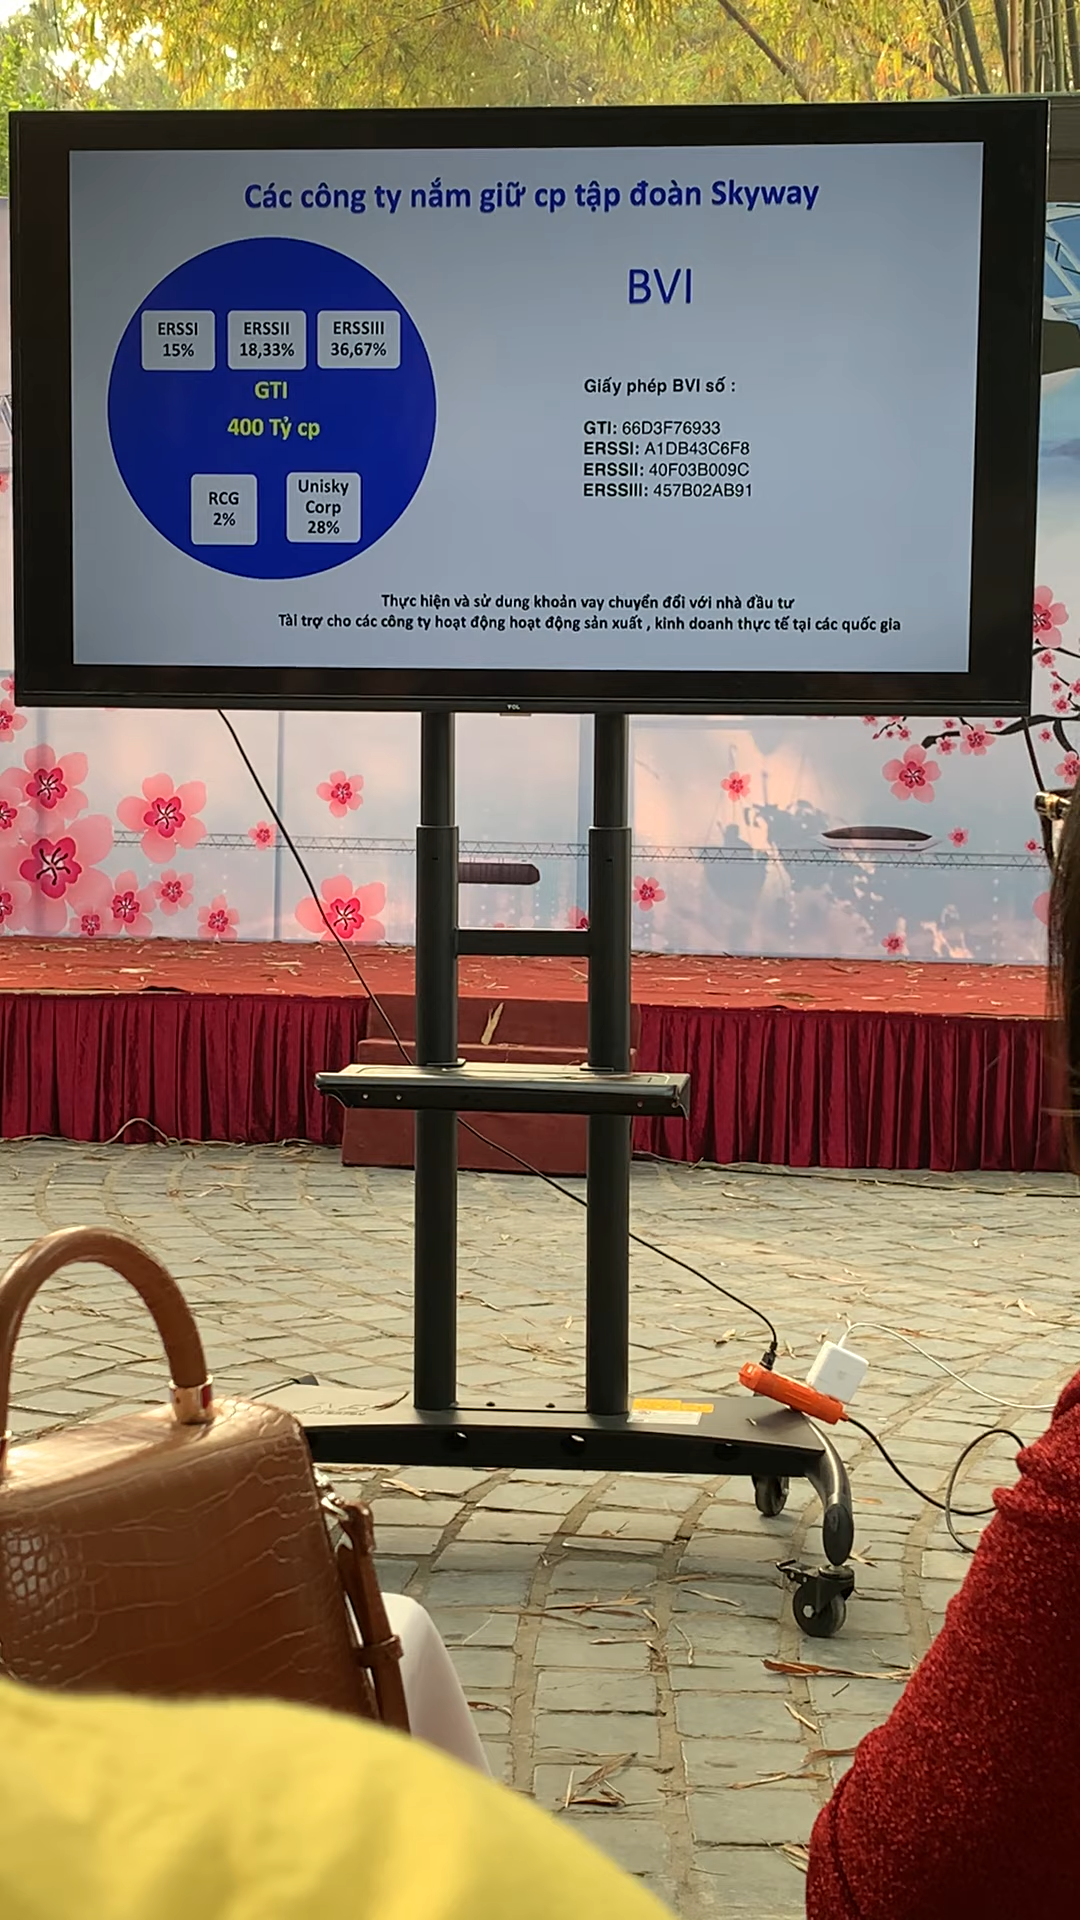 Các công ty nắm giữ cp tập đoàn Skyway
BVI
ERSSI
15%
ERSSII
18,33%
ERSSIII
36,67%
GTI
400 Tỷ cp
RCG
2%
Unisky
Corp
28%
Giấy phép BVI số :
GTI: 66D3F76933
ERSSI: A1DB43C6F8
ERSSII: 40F03B009C
ERSSIII: 457B02AB91
Thực hiện và sử dung khoản vay chuyển đổi với nhà đầu tư
Tài trợ cho các công ty hoạt động hoạt động sản xuất , kinh doanh thực tế tại các quốc gia
TCL